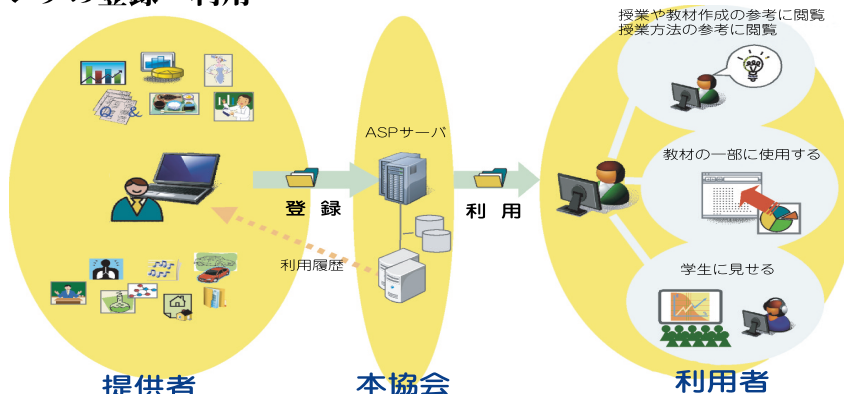 授業や教材作成の参考に閲覧
授業方法の参考に閲覧
ASPサーバ
教材の一部に使用する
登 録
利 用
利用履歴
学生に見せる
Q &
提供者
本協会
利用者